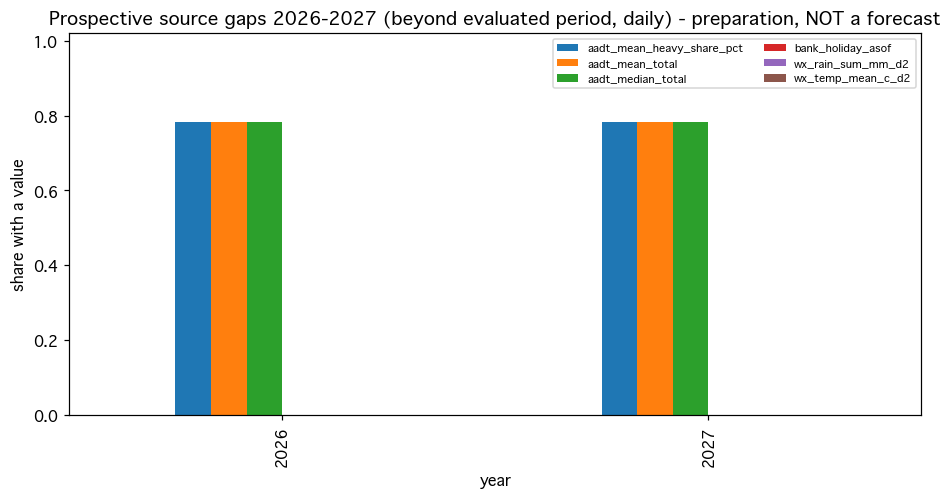 Prospective source gaps 2026-2027 (beyond evaluated period, daily) - preparation, NOT a forecast
aadt_mean_heavy_share_pct
aadt_mean_total
aadt_median_total
bank_holiday_asof
wx_rain_sum_mm_d2
wx_temp_mean_c_d2
share with a value
1.0
0.8
0.6
0.4
0.2
0.0
2026
2027
year